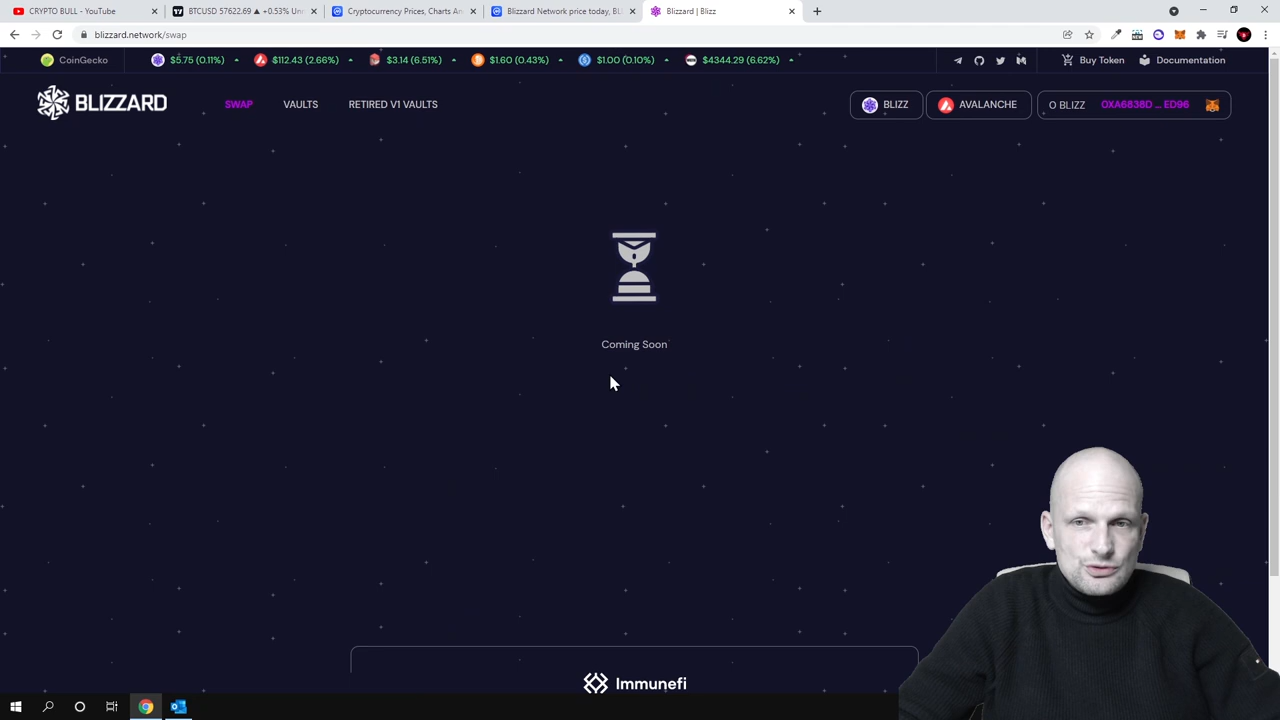 CRYPTO BULL - YouTube
BTCUSD 57622.69 ▲ +0.53% Un
Cryptocurrency Prices, Charts An
Blizzard Network price today, BL
Blizzard | Blizz
blizzard.network/swap
CoinGecko
$5.75 (0.11%)
$112.43 (2.66%)
$3.14 (6.51%)
$1.60 (0.43%)
$1.00 (0.10%)
$4344.29 (6.62%)
Buy Token
Documentation
BLIZZARD
SWAP
VAULTS
RETIRED V1 VAULTS
BLIZZ
AVALANCHE
0 BLIZZ
0XA6838D ... ED96
Coming Soon
Immunefi